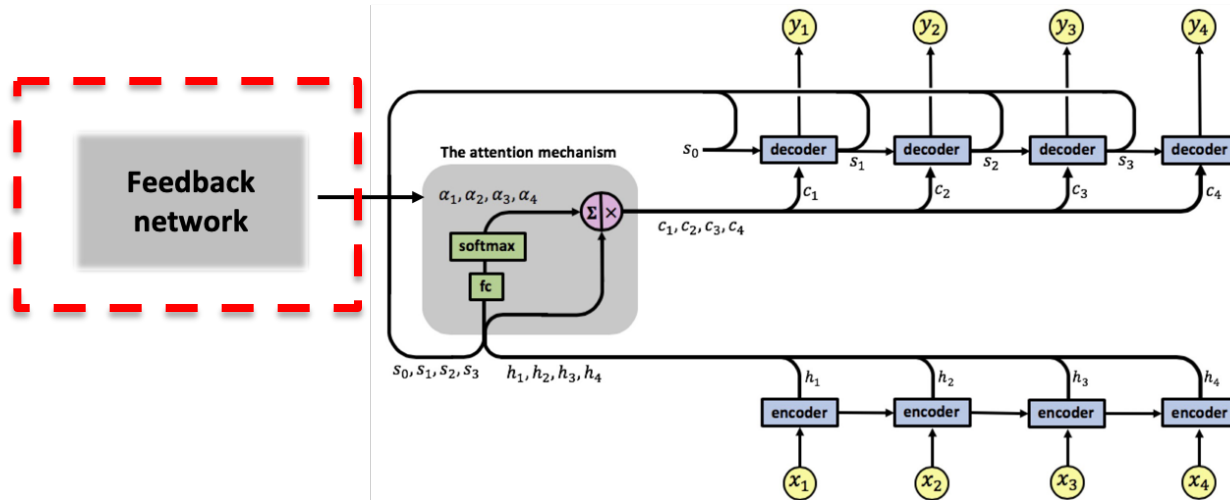 y₁ y₂ y₃ y₄
s₀ decoder s₁ decoder s₂ decoder s₃ decoder
The attention mechanism
Feedback
network
α₁, α₂, α₃, α₄
Σ ×
c₁ c₂ c₃ c₄
c₁, c₂, c₃, c₄
softmax
fc
s₀, s₁, s₂, s₃
h₁, h₂, h₃, h₄
h₁ h₂ h₃ h₄
encoder encoder encoder encoder
x₁ x₂ x₃ x₄